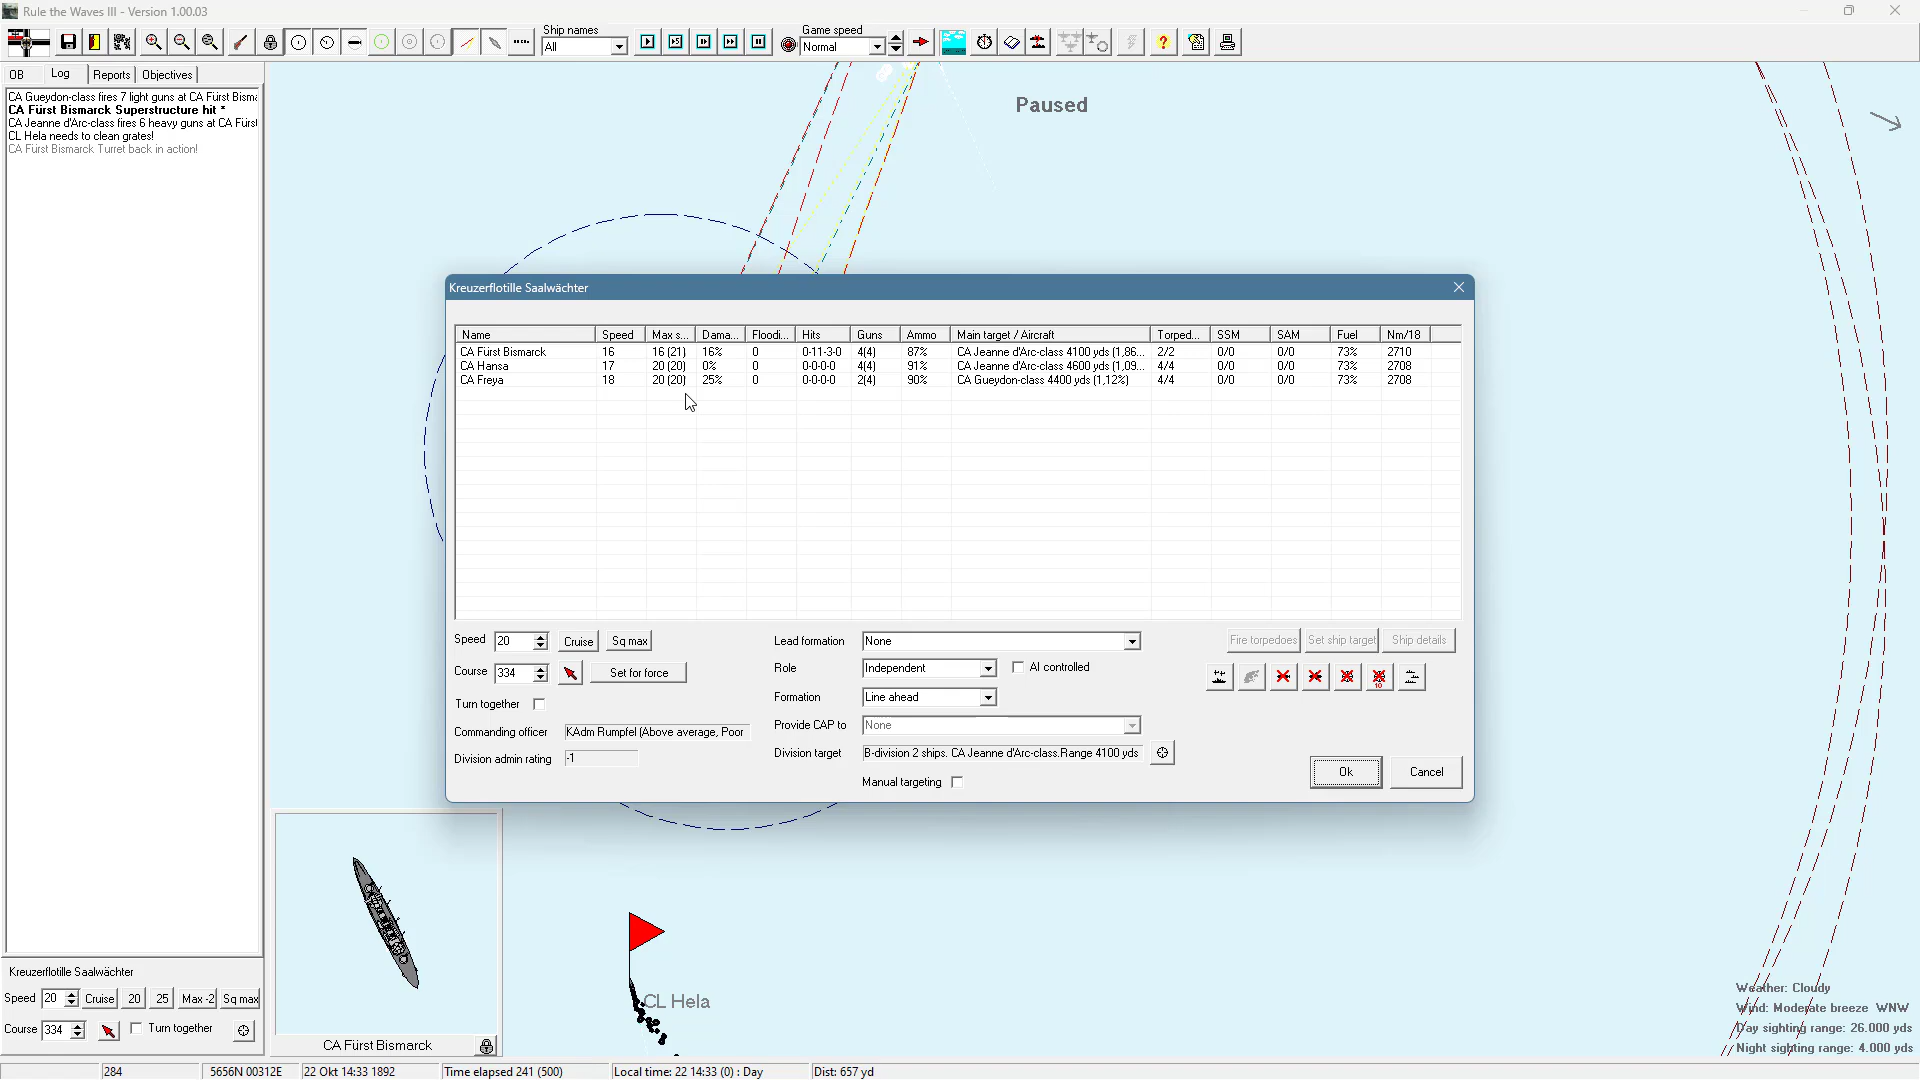 Rule the Waves III - Version 1.00.03
Ship names
All
Game speed
Normal
OB
Log
Reports
Objectives
CA Gueydon-class fires 7 light guns at CA Fürst Bisma
CA Fürst Bismarck Superstructure hit *
CA Jeanne d'Arc-class fires 6 heavy guns at CA Fürst
CL Hela needs to clean grates!
CA Fürst Bismarck Turret back in action!
Paused
Kreuzerflotille Saalwächter
Name Speed Max s... Dama... Floodi... Hits Guns Ammo Main target / Aircraft Torped... SSM SAM Fuel Nm/18
CA Fürst Bismarck 16 16 (21) 16% 0 0-11-3-0 4(4) 87% CA Jeanne d'Arc-class 4100 yds (1,86... 2/2 0/0 0/0 73% 2710
CA Hansa 17 20 (20) 0% 0 0-0-0-0 4(4) 91% CA Jeanne d'Arc-class 4600 yds (1,09... 4/4 0/0 0/0 73% 2708
CA Freya 18 20 (20) 25% 0 0-0-0-0 2(4) 90% CA Gueydon-class 4400 yds (1,12%) 4/4 0/0 0/0 73% 2708
Speed 20 Cruise Sq max
Course 334 Set for force
Turn together
Commanding officer KAdm Rumpfel (Above average, Poor
Division admin rating -1
Lead formation None
Role Independent AI controlled
Formation Line ahead
Provide CAP to None
Division target B-division 2 ships. CA Jeanne d'Arc-class.Range 4100 yds
Manual targeting
Fire torpedoes Set ship target Ship details
10
Ok Cancel
CL Hela
Kreuzerflotille Saalwächter
Speed 20 Cruise 20 25 Max -2 Sq max
Course 334 Turn together
CA Fürst Bismarck
Weather: Cloudy
Wind: Moderate breeze WNW
Day sighting range: 26.000 yds
Night sighting range: 4.000 yds
284 5656N 00312E 22 Okt 14:33 1892 Time elapsed 241 (500) Local time: 22 14:33 (0) : Day Dist: 657 yd